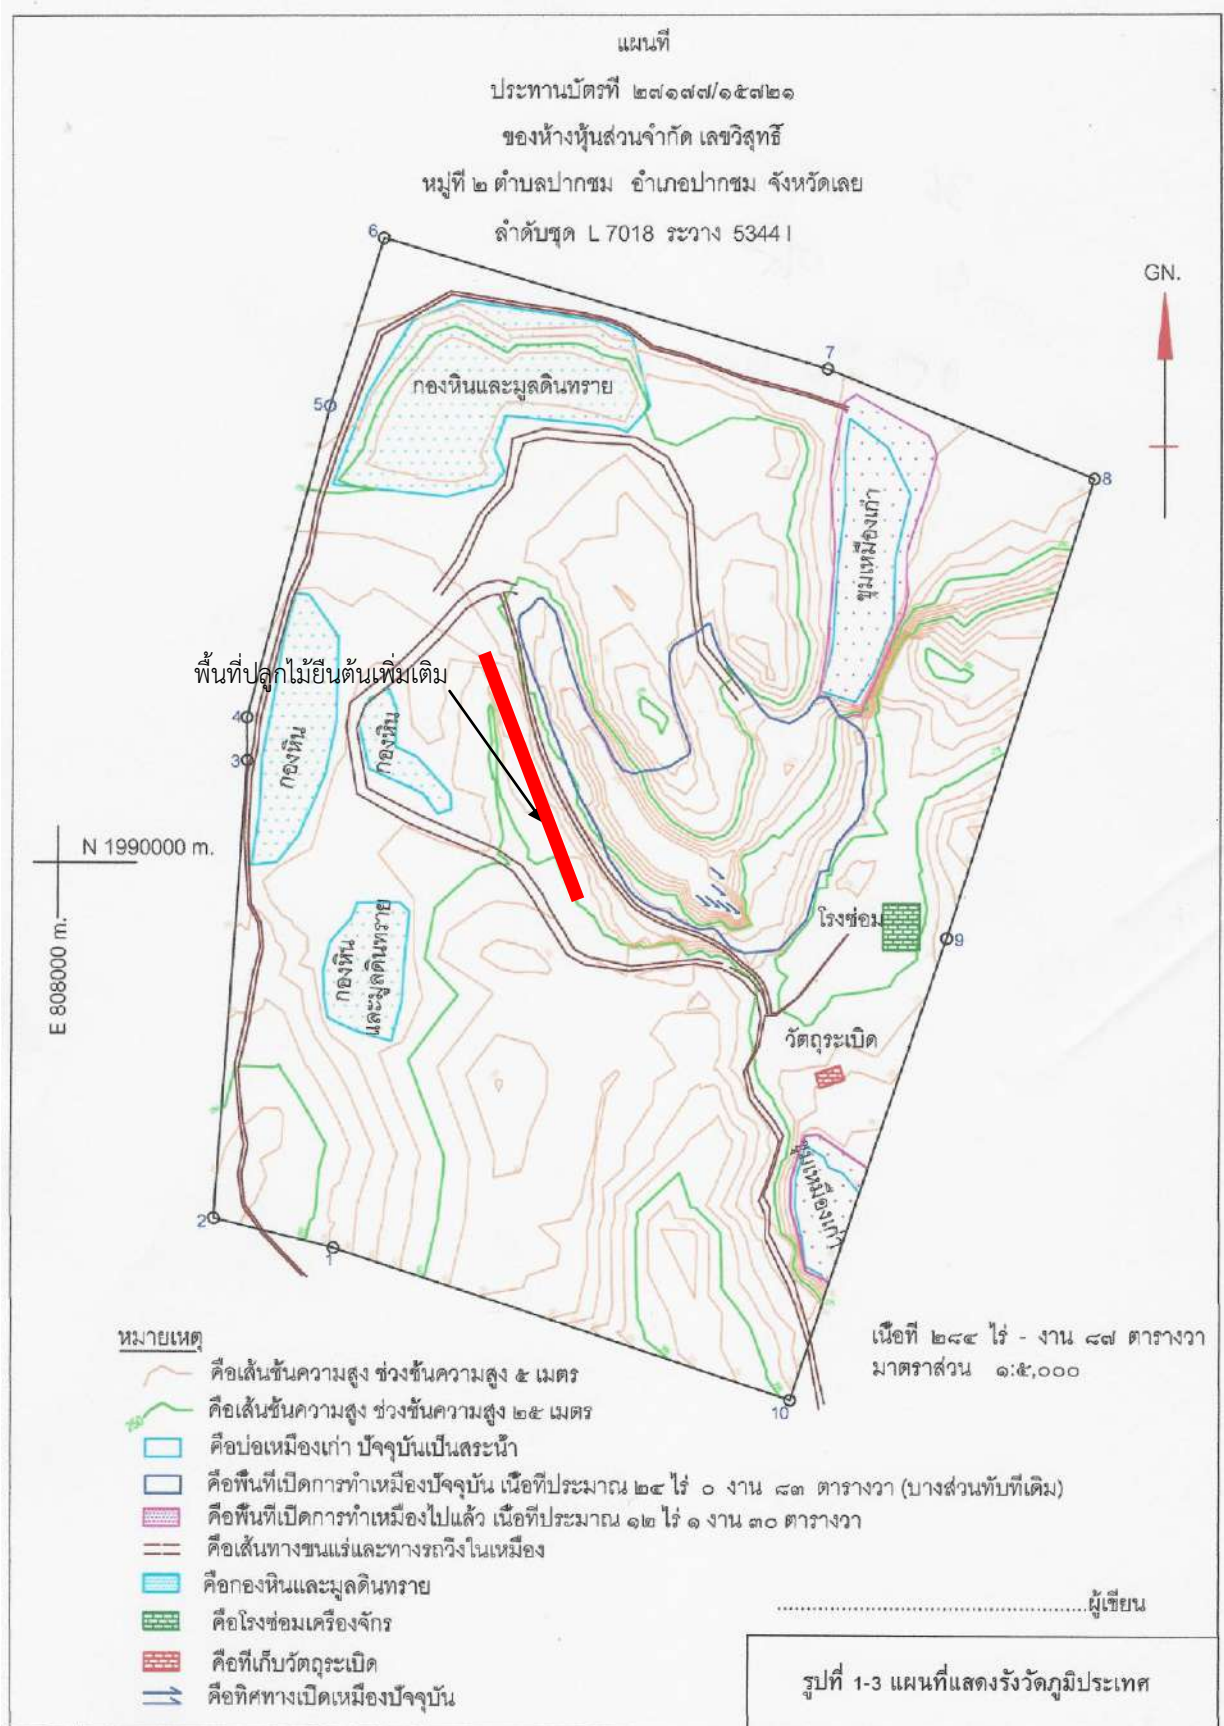 แผนที่
ประทานบัตรที่ ๒๗๑๗๗/๑๕๗๒๑
ของห้างหุ้นส่วนจำกัด เลขวิสุทธิ์
หมู่ที่ ๒ ตำบลปากชม อำเภอปากชม จังหวัดเลย
ลำดับชุด L 7018 ระวาง 5344 I
6
GN.
7
กองหินและมูลดินทราย
5
8
ขุมเหมืองเก่า
พื้นที่ปลูกไม้ยืนต้นเพิ่มเติม
4
กองหิน
กองหิน
3
N 1990000 m.
E 808000 m.
โรงซ่อม
9
กองหิน
และมูลดินทราย
วัตถุระเบิด
ขุมเหมืองเก่า
2
1
10
เนื้อที่ ๒๘๔ ไร่ - งาน ๘๗ ตารางวา
มาตราส่วน ๑:๕,๐๐๐
หมายเหตุ
คือเส้นชั้นความสูง ช่วงชั้นความสูง ๕ เมตร
250 คือเส้นชั้นความสูง ช่วงชั้นความสูง ๒๕ เมตร
คือบ่อเหมืองเก่า ปัจจุบันเป็นสระน้ำ
คือพื้นที่เปิดการทำเหมืองปัจจุบัน เนื้อที่ประมาณ ๒๔ ไร่ ๐ งาน ๘๓ ตารางวา (บางส่วนทับที่เดิม)
คือพื้นที่เปิดการทำเหมืองไปแล้ว เนื้อที่ประมาณ ๑๒ ไร่ ๑ งาน ๓๐ ตารางวา
คือเส้นทางขนแร่และทางรถวิ่งในเหมือง
คือกองหินและมูลดินทราย
คือโรงซ่อมเครื่องจักร
คือที่เก็บวัตถุระเบิด
คือทิศทางเปิดเหมืองปัจจุบัน
..................................................ผู้เขียน
รูปที่ 1-3 แผนที่แสดงรังวัดภูมิประเทศ